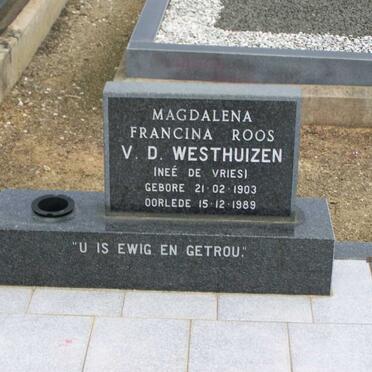 MAGDALENA
FRANCINA ROOS
V. D. WESTHUIZEN
(NEÉ DE VRIES)
GEBORE 21-02-1903
OORLEDE 15-12-1989
"U IS EWIG EN GETROU."